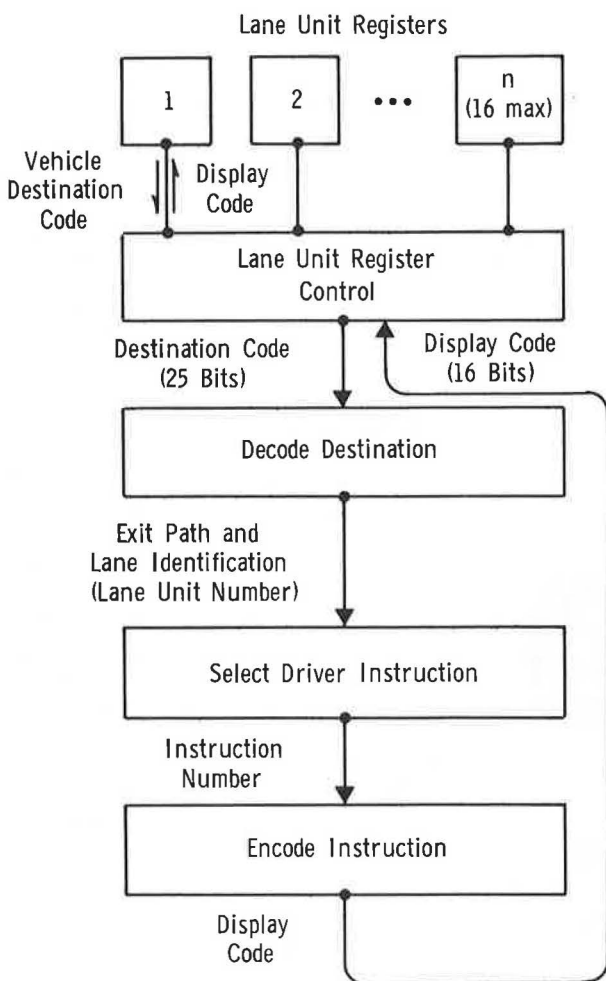 Lane Unit Registers
1
2
• • •
n
(16 max)
Vehicle
Destination
Code
Display
Code
Lane Unit Register
Control
Destination Code
(25 Bits)
Display Code
(16 Bits)
Decode Destination
Exit Path and
Lane Identification
(Lane Unit Number)
Select Driver Instruction
Instruction
Number
Encode Instruction
Display
Code